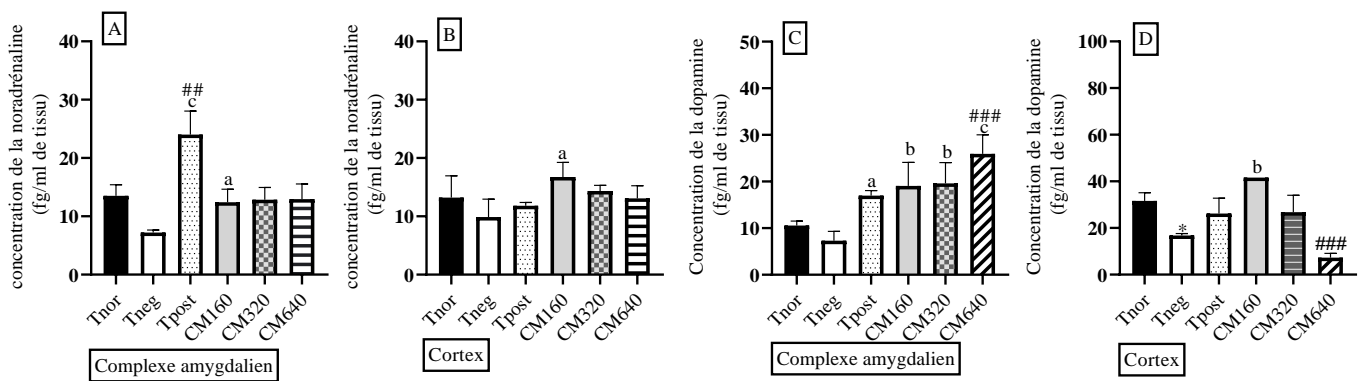 A
concentration de la noradrénaline
(fg/ml de tissu)
40
30
20
10
0
##
c
a
Tnor
Tneg
Tpost
CM160
CM320
CM640
Complexe amygdalien
B
concentration de la noradrénaline
(fg/ml de tissu)
40
30
20
10
0
a
Tnor
Tneg
Tpost
CM160
CM320
CM640
Cortex
C
Concentration de la dopamine
(fg/ml de tissu)
50
40
30
20
10
0
a
b
b
###
c
Tnor
Tneg
Tpost
CM160
CM320
CM640
Complexe amygdalien
D
Concentration de la dopamine
(fg/ml de tissu)
100
80
60
40
20
0
*
b
###
Tnor
Tneg
Tpost
CM160
CM320
CM640
Cortex